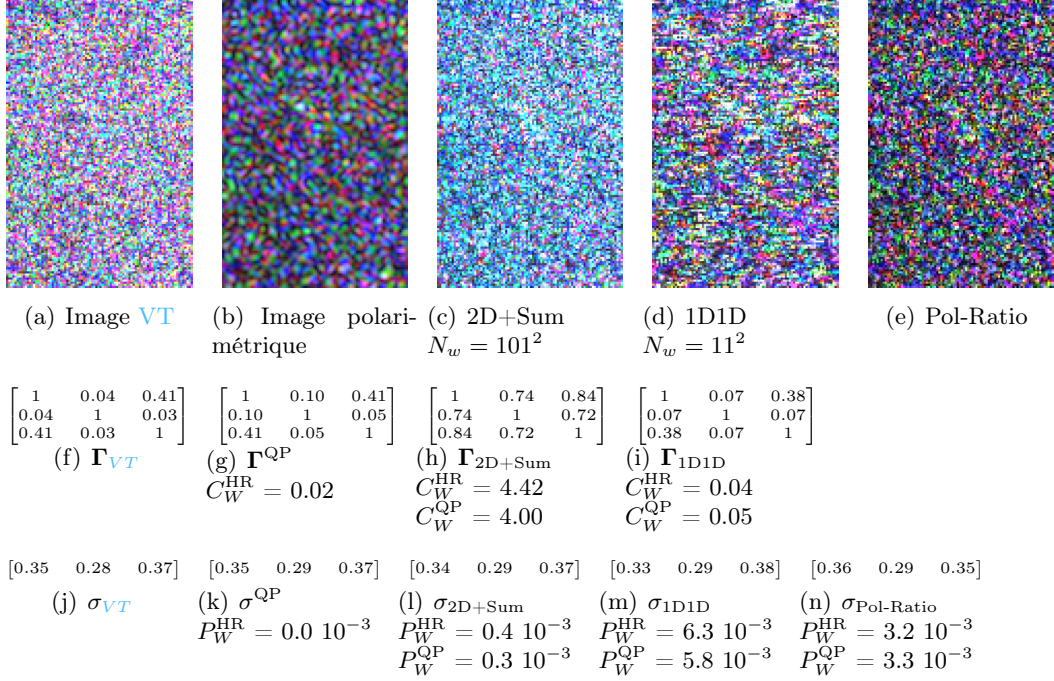 (a) Image VT
(b) Image polari-
métrique
(c) 2D+Sum
N_w = 101²
(d) 1D1D
N_w = 11²
(e) Pol-Ratio
[1 0.04 0.41
0.04 1 0.03
0.41 0.03 1]
(f) Γ_VT
[1 0.10 0.41
0.10 1 0.05
0.41 0.05 1]
(g) Γ^QP
C_W^HR = 0.02
[1 0.74 0.84
0.74 1 0.72
0.84 0.72 1]
(h) Γ_2D+Sum
C_W^HR = 4.42
C_W^QP = 4.00
[1 0.07 0.38
0.07 1 0.07
0.38 0.07 1]
(i) Γ_1D1D
C_W^HR = 0.04
C_W^QP = 0.05
[0.35 0.28 0.37]
(j) σ_VT
[0.35 0.29 0.37]
(k) σ^QP
P_W^HR = 0.0 10⁻³
[0.34 0.29 0.37]
(l) σ_2D+Sum
P_W^HR = 0.4 10⁻³
P_W^QP = 0.3 10⁻³
[0.33 0.29 0.38]
(m) σ_1D1D
P_W^HR = 6.3 10⁻³
P_W^QP = 5.8 10⁻³
[0.36 0.29 0.35]
(n) σ_Pol-Ratio
P_W^HR = 3.2 10⁻³
P_W^QP = 3.3 10⁻³